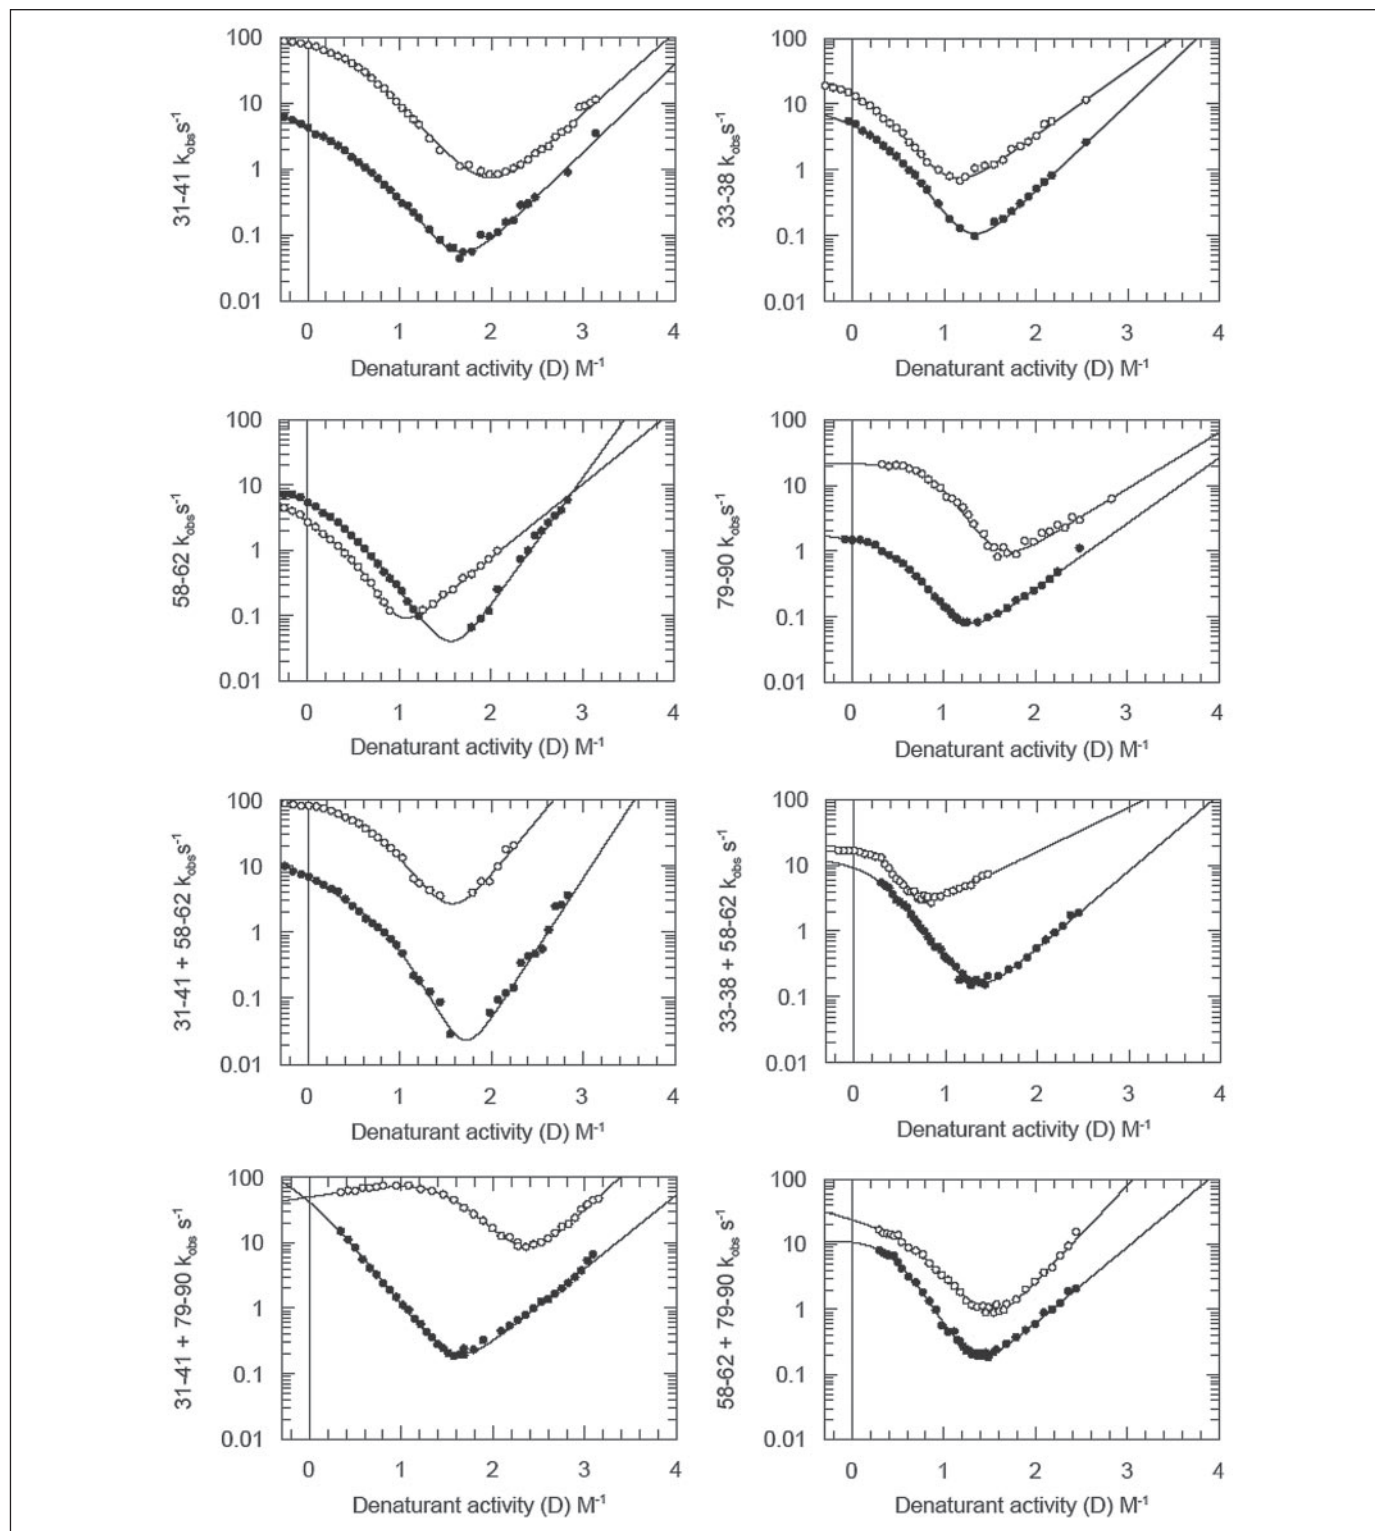 100
10
1
0.1
0.01
31-41 k_obs s⁻¹
0 1 2 3 4
Denaturant activity (D) M⁻¹
100
10
1
0.1
0.01
33-38 k_obs s⁻¹
0 1 2 3 4
Denaturant activity (D) M⁻¹
100
10
1
0.1
0.01
58-62 k_obs s⁻¹
0 1 2 3 4
Denaturant activity (D) M⁻¹
100
10
1
0.1
0.01
79-90 k_obs s⁻¹
0 1 2 3 4
Denaturant activity (D) M⁻¹
100
10
1
0.1
0.01
31-41 + 58-62 k_obs s⁻¹
0 1 2 3 4
Denaturant activity (D) M⁻¹
100
10
1
0.1
0.01
33-38 + 58-62 k_obs s⁻¹
0 1 2 3 4
Denaturant activity (D) M⁻¹
100
10
1
0.1
0.01
31-41 + 79-90 k_obs s⁻¹
0 1 2 3 4
Denaturant activity (D) M⁻¹
100
10
1
0.1
0.01
58-62 + 79-90 k_obs s⁻¹
0 1 2 3 4
Denaturant activity (D) M⁻¹